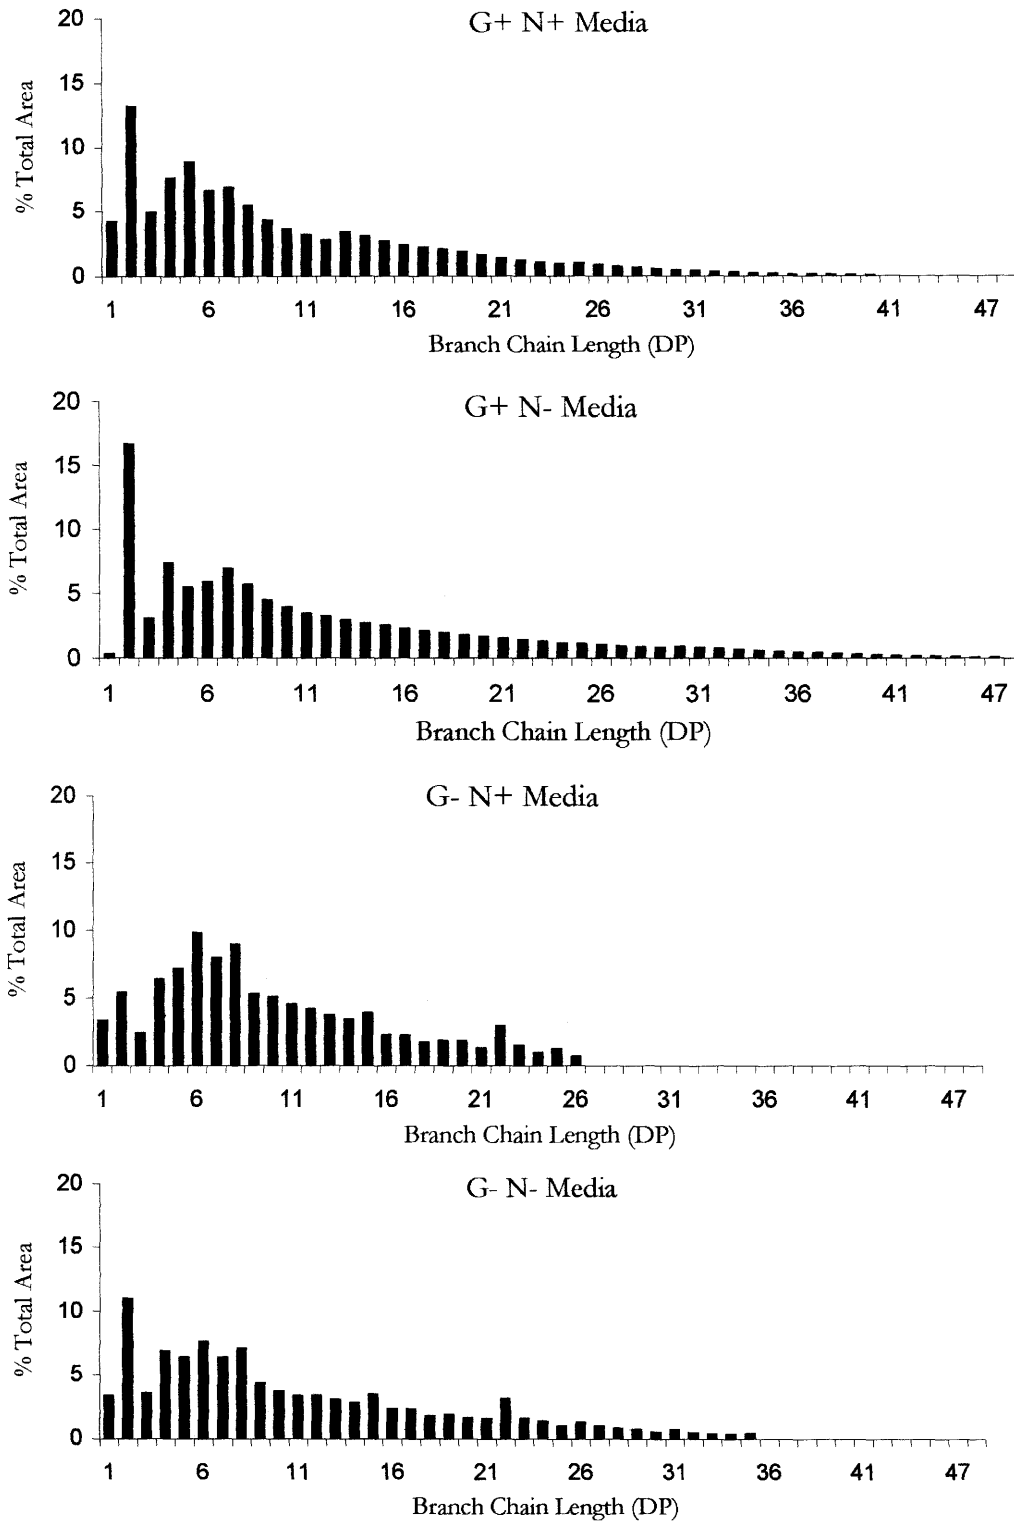 G+ N+ Media
20
15
10
5
0
% Total Area
1 6 11 16 21 26 31 36 41 47
Branch Chain Length (DP)
G+ N- Media
20
15
10
5
0
% Total Area
1 6 11 16 21 26 31 36 41 47
Branch Chain Length (DP)
G- N+ Media
20
15
10
5
0
% Total Area
1 6 11 16 21 26 31 36 41 47
Branch Chain Length (DP)
G- N- Media
20
15
10
5
0
% Total Area
1 6 11 16 21 26 31 36 41 47
Branch Chain Length (DP)